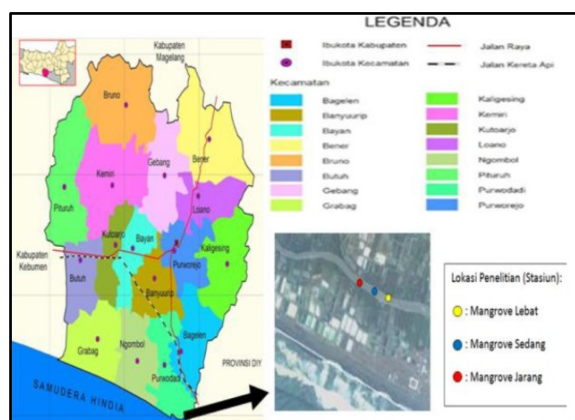 LEGENDA
Ibukota Kabupaten
Jalan Raya
Ibukota Kecamatan
Jalan Kereta Api
Kecamatan
Bagelen
Banyuurip
Bayan
Bener
Bruno
Butuh
Gebang
Grabag
Kaligesing
Kemiri
Kutoarjo
Loano
Ngombol
Pituruh
Purwodadi
Purworejo
Kabupaten
Magelang
Bruno
Bener
Gebang
Kemiri
Pituruh
Loano
Kutoarjo
Bayan
Kaligesing
Purworejo
Kabupaten
Kebumen
Butuh
Banyuurip
Bagelen
Grabag
Ngombol
Purwodadi
PROVINSI DIY
SAMUDERA HINDIA
Lokasi Penelitian (Stasiun):
: Mangrove Lebat
: Mangrove Sedang
: Mangrove Jarang